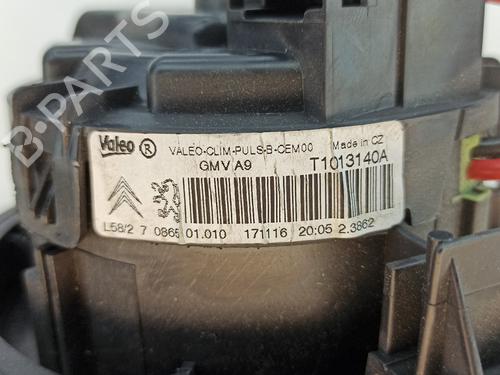 B-PARTS
Valeo ® VALEO-CLIM-PULS-B-CEM00 Made in CZ
GMV A9 T1013140A
L58/2 7 0865 01.010 171116 20:05 2.3862